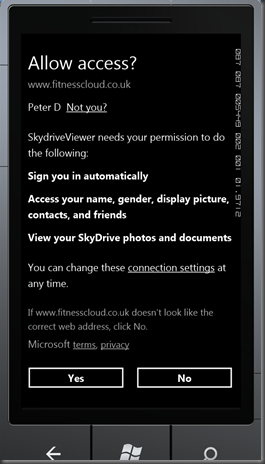 Allow access?
www.fitnesscloud.co.uk
Peter D Not you?
SkydriveViewer needs your permission to do
the following:
Sign you in automatically
Access your name, gender, display picture,
contacts, and friends
View your SkyDrive photos and documents
You can change these connection settings at
any time.
If www.fitnesscloud.co.uk doesn't look like the
correct web address, click No.
Microsoft terms, privacy
Yes No